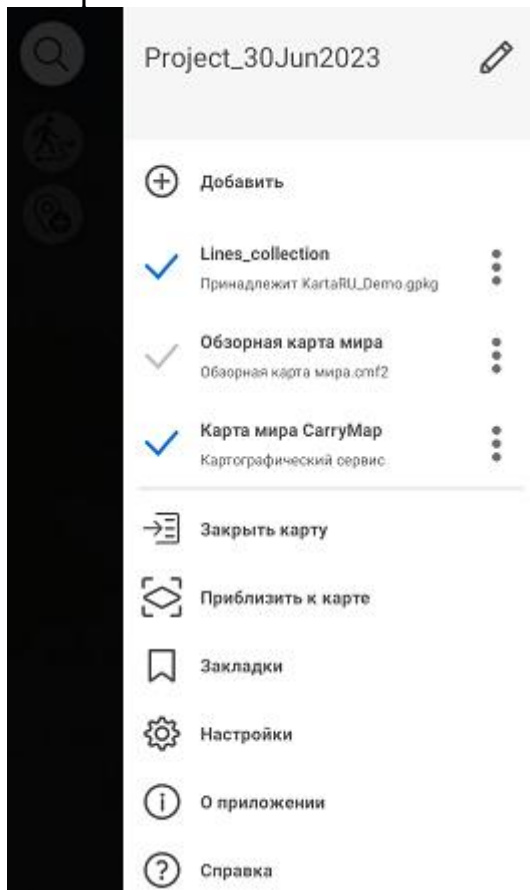 Project_30Jun2023
Добавить
Lines_collection
Принадлежит KartaRU_Demo.gpkg
Обзорная карта мира
Обзорная карта мира.cmf2
Карта мира CarryMap
Картографический сервис
Закрыть карту
Приблизить к карте
Закладки
Настройки
О приложении
Справка